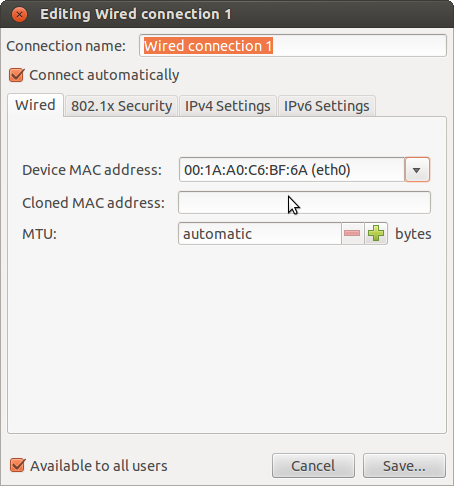 Editing Wired connection 1
Connection name: Wired connection 1
Connect automatically
Wired 802.1x Security IPv4 Settings IPv6 Settings
Device MAC address: 00:1A:A0:C6:BF:6A (eth0)
Cloned MAC address:
MTU: automatic bytes
Available to all users Cancel Save...